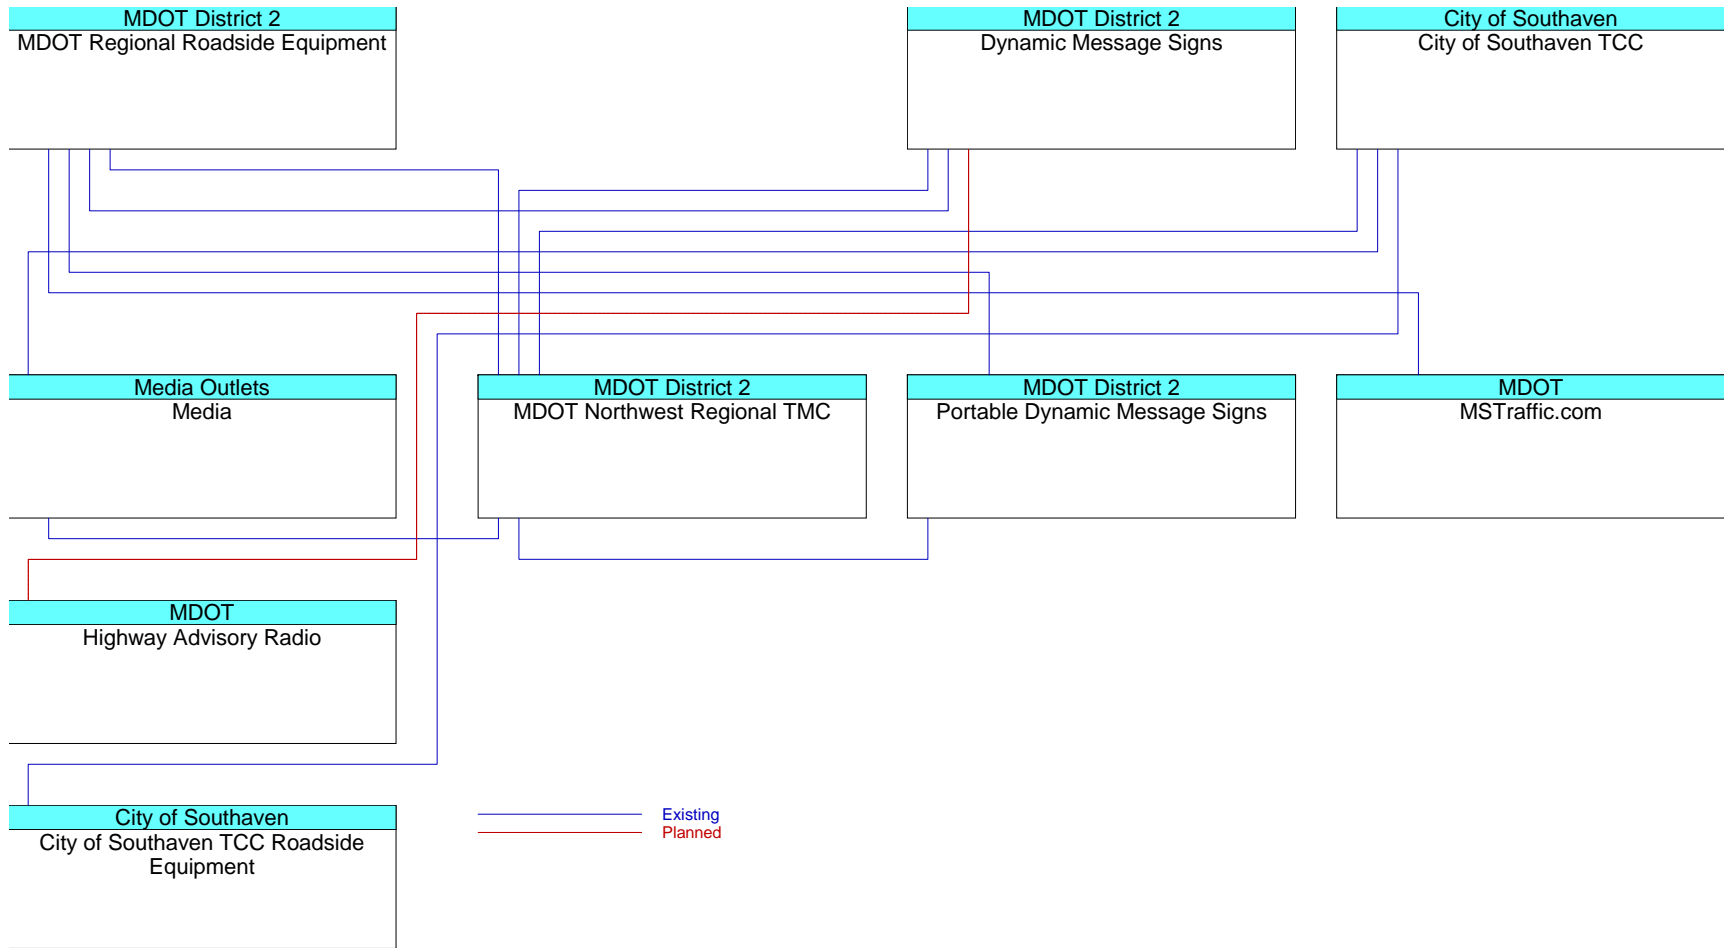 MDOT District 2
MDOT Regional Roadside Equipment
MDOT District 2
Dynamic Message Signs
City of Southaven
City of Southaven TCC
Media Outlets
Media
MDOT District 2
MDOT Northwest Regional TMC
MDOT District 2
Portable Dynamic Message Signs
MDOT
MSTraffic.com
MDOT
Highway Advisory Radio
City of Southaven
City of Southaven TCC Roadside
Equipment
Existing
Planned